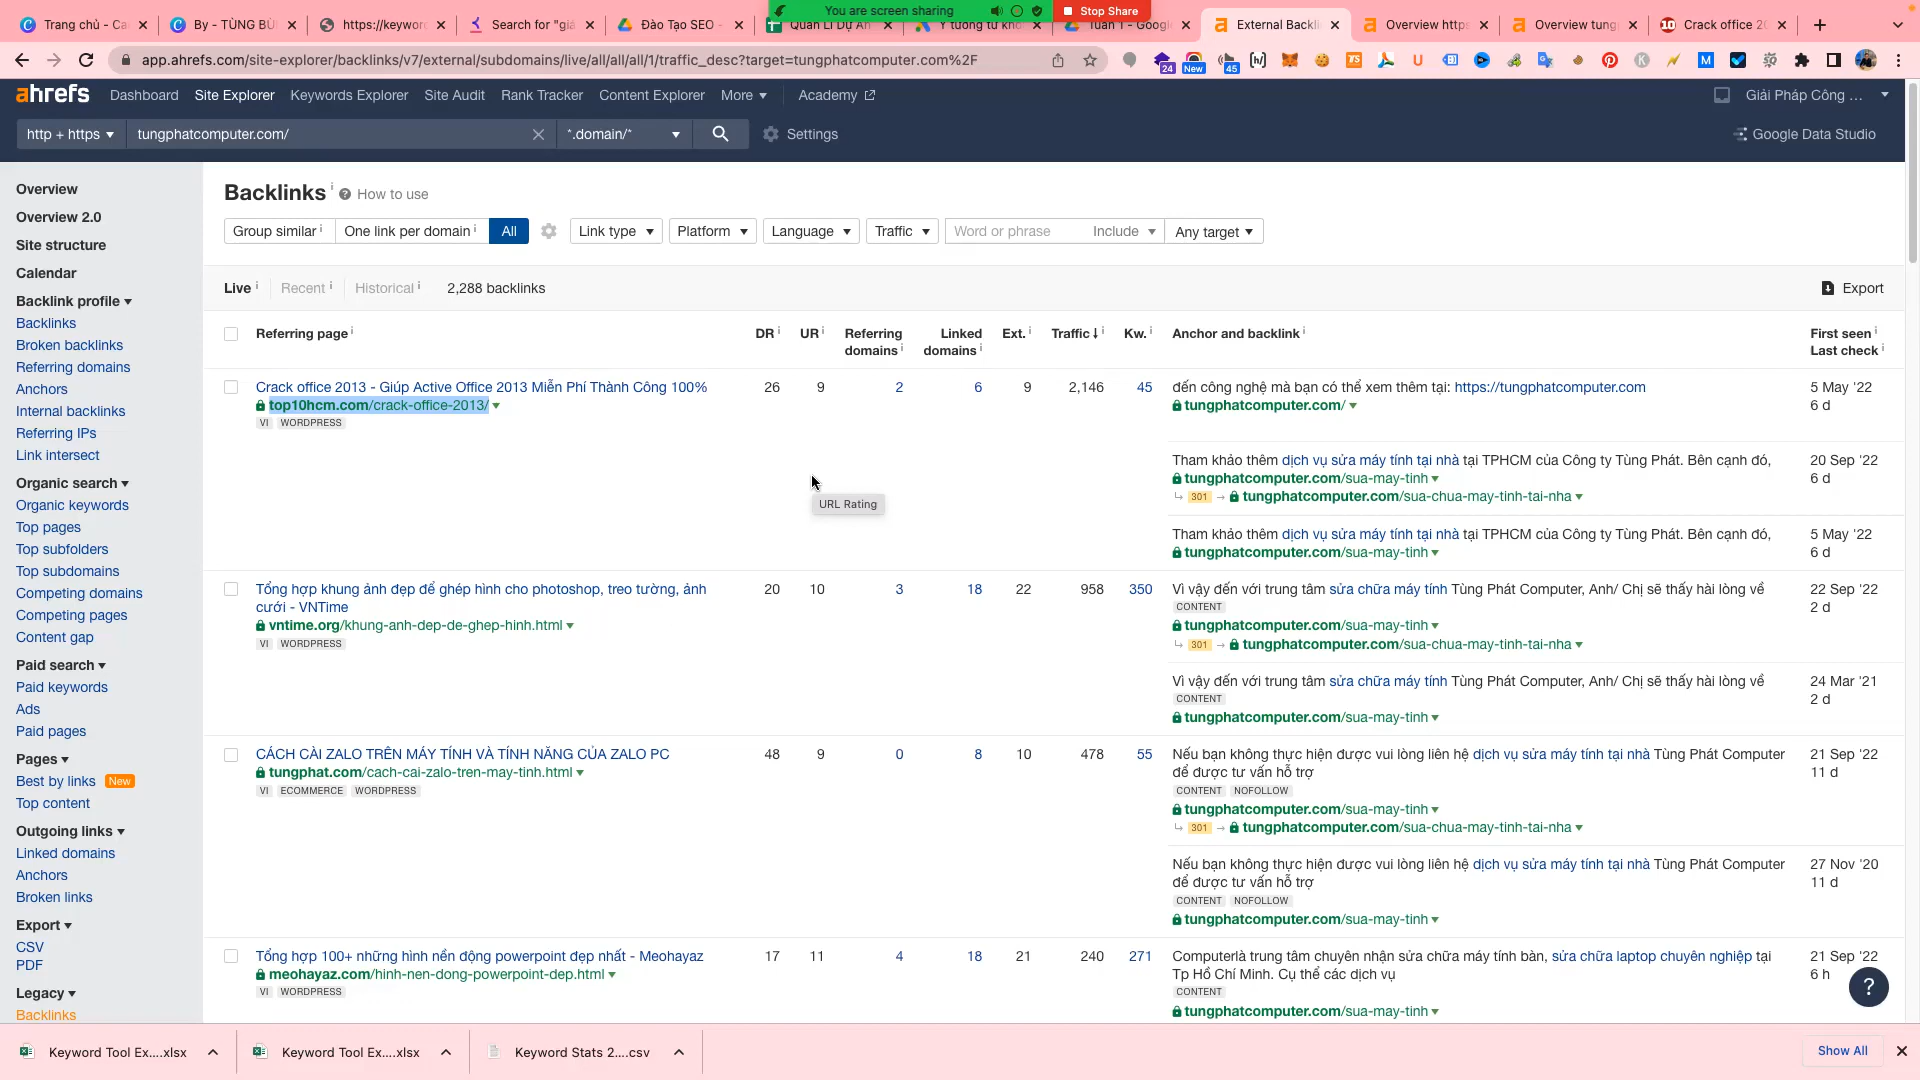 You are screen sharing
Stop Share
Trang chủ - Ca
By - TÙNG BÙI
https://keywor
Search for "giá
Đào Tạo SEO -
Quản Lí Dự Án
Ý tưởng từ khó
Tuần 1 - Google
External Backli
Overview http
Overview tung
Crack office 20
app.ahrefs.com/site-explorer/backlinks/v7/external/subdomains/live/all/all/all/1/traffic_desc?target=tungphatcomputer.com%2F
24
New
45
ahrefs Dashboard Site Explorer Keywords Explorer Site Audit Rank Tracker Content Explorer More Academy
Giải Pháp Công ...
http + https tungphatcomputer.com/ *.domain/* Settings Google Data Studio
Overview
Overview 2.0
Site structure
Calendar
Backlink profile
Backlinks
Broken backlinks
Referring domains
Anchors
Internal backlinks
Referring IPs
Link intersect
Organic search
Organic keywords
Top pages
Top subfolders
Top subdomains
Competing domains
Competing pages
Content gap
Paid search
Paid keywords
Ads
Paid pages
Pages
Best by links New
Top content
Outgoing links
Linked domains
Anchors
Broken links
Export
CSV
PDF
Legacy
Backlinks
Backlinks How to use
Group similar One link per domain All Link type Platform Language Traffic Word or phrase Include Any target
Live Recent Historical 2,288 backlinks Export
Referring page DR UR Referring domains Linked domains Ext. Traffic Kw. Anchor and backlink First seen Last check
Crack office 2013 - Giúp Active Office 2013 Miễn Phí Thành Công 100% 26 9 2 6 9 2,146 45
top10hcm.com/crack-office-2013/
VI WORDPRESS
đến công nghệ mà bạn có thể xem thêm tại: https://tungphatcomputer.com 5 May '22
tungphatcomputer.com/ 6 d
Tham khảo thêm dịch vụ sửa máy tính tại nhà tại TPHCM của Công ty Tùng Phát. Bên cạnh đó, 20 Sep '22
tungphatcomputer.com/sua-may-tinh 6 d
301 tungphatcomputer.com/sua-chua-may-tinh-tai-nha
URL Rating
Tham khảo thêm dịch vụ sửa máy tính tại nhà tại TPHCM của Công ty Tùng Phát. Bên cạnh đó, 5 May '22
tungphatcomputer.com/sua-may-tinh 6 d
Tổng hợp khung ảnh đẹp để ghép hình cho photoshop, treo tường, ảnh cưới - VNTime 20 10 3 18 22 958 350
vntime.org/khung-anh-dep-de-ghep-hinh.html
VI WORDPRESS
Vì vậy đến với trung tâm sửa chữa máy tính Tùng Phát Computer, Anh/ Chị sẽ thấy hài lòng về 22 Sep '22
CONTENT 2 d
tungphatcomputer.com/sua-may-tinh
301 tungphatcomputer.com/sua-chua-may-tinh-tai-nha
Vì vậy đến với trung tâm sửa chữa máy tính Tùng Phát Computer, Anh/ Chị sẽ thấy hài lòng về 24 Mar '21
CONTENT 2 d
tungphatcomputer.com/sua-may-tinh
CÁCH CÀI ZALO TRÊN MÁY TÍNH VÀ TÍNH NĂNG CỦA ZALO PC 48 9 0 8 10 478 55
tungphat.com/cach-cai-zalo-tren-may-tinh.html
VI ECOMMERCE WORDPRESS
Nếu bạn không thực hiện được vui lòng liên hệ dịch vụ sửa máy tính tại nhà Tùng Phát Computer 21 Sep '22
để được tư vấn hỗ trợ 11 d
CONTENT NOFOLLOW
tungphatcomputer.com/sua-may-tinh
301 tungphatcomputer.com/sua-chua-may-tinh-tai-nha
Nếu bạn không thực hiện được vui lòng liên hệ dịch vụ sửa máy tính tại nhà Tùng Phát Computer 27 Nov '20
để được tư vấn hỗ trợ 11 d
CONTENT NOFOLLOW
tungphatcomputer.com/sua-may-tinh
Tổng hợp 100+ những hình nền động powerpoint đẹp nhất - Meohayaz 17 11 4 18 21 240 271
meohayaz.com/hinh-nen-dong-powerpoint-dep.html
VI WORDPRESS
Computerlà trung tâm chuyên nhận sửa chữa máy tính bàn, sửa chữa laptop chuyên nghiệp tại 21 Sep '22
Tp Hồ Chí Minh. Cụ thể các dịch vụ 6 h
CONTENT
tungphatcomputer.com/sua-may-tinh
?
Keyword Tool Ex....xlsx
Keyword Tool Ex....xlsx
Keyword Stats 2....csv
Show All